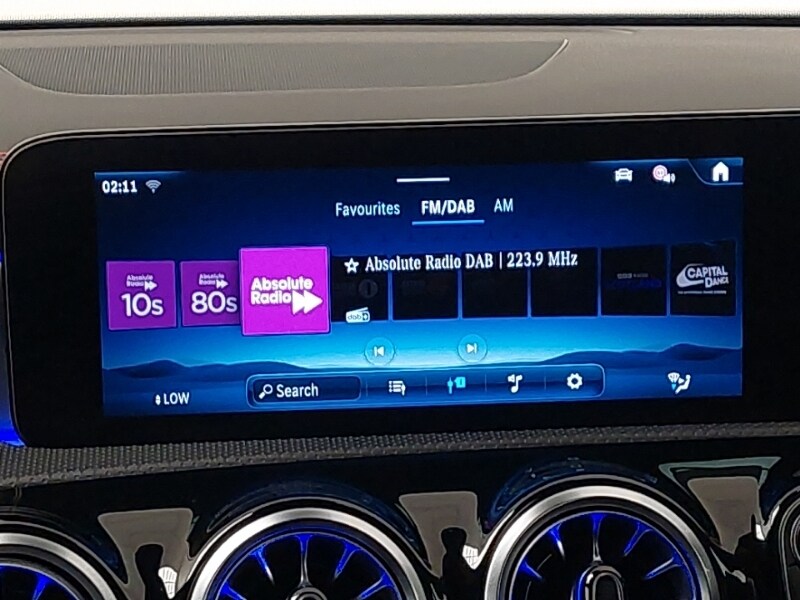 02:11
Favourites FM/DAB AM
Absolute Radio 10s
Absolute Radio 80s
Absolute Radio
Absolute Radio DAB | 223.9 MHz
dab+
CAPITAL
DANCE
LOW
Search